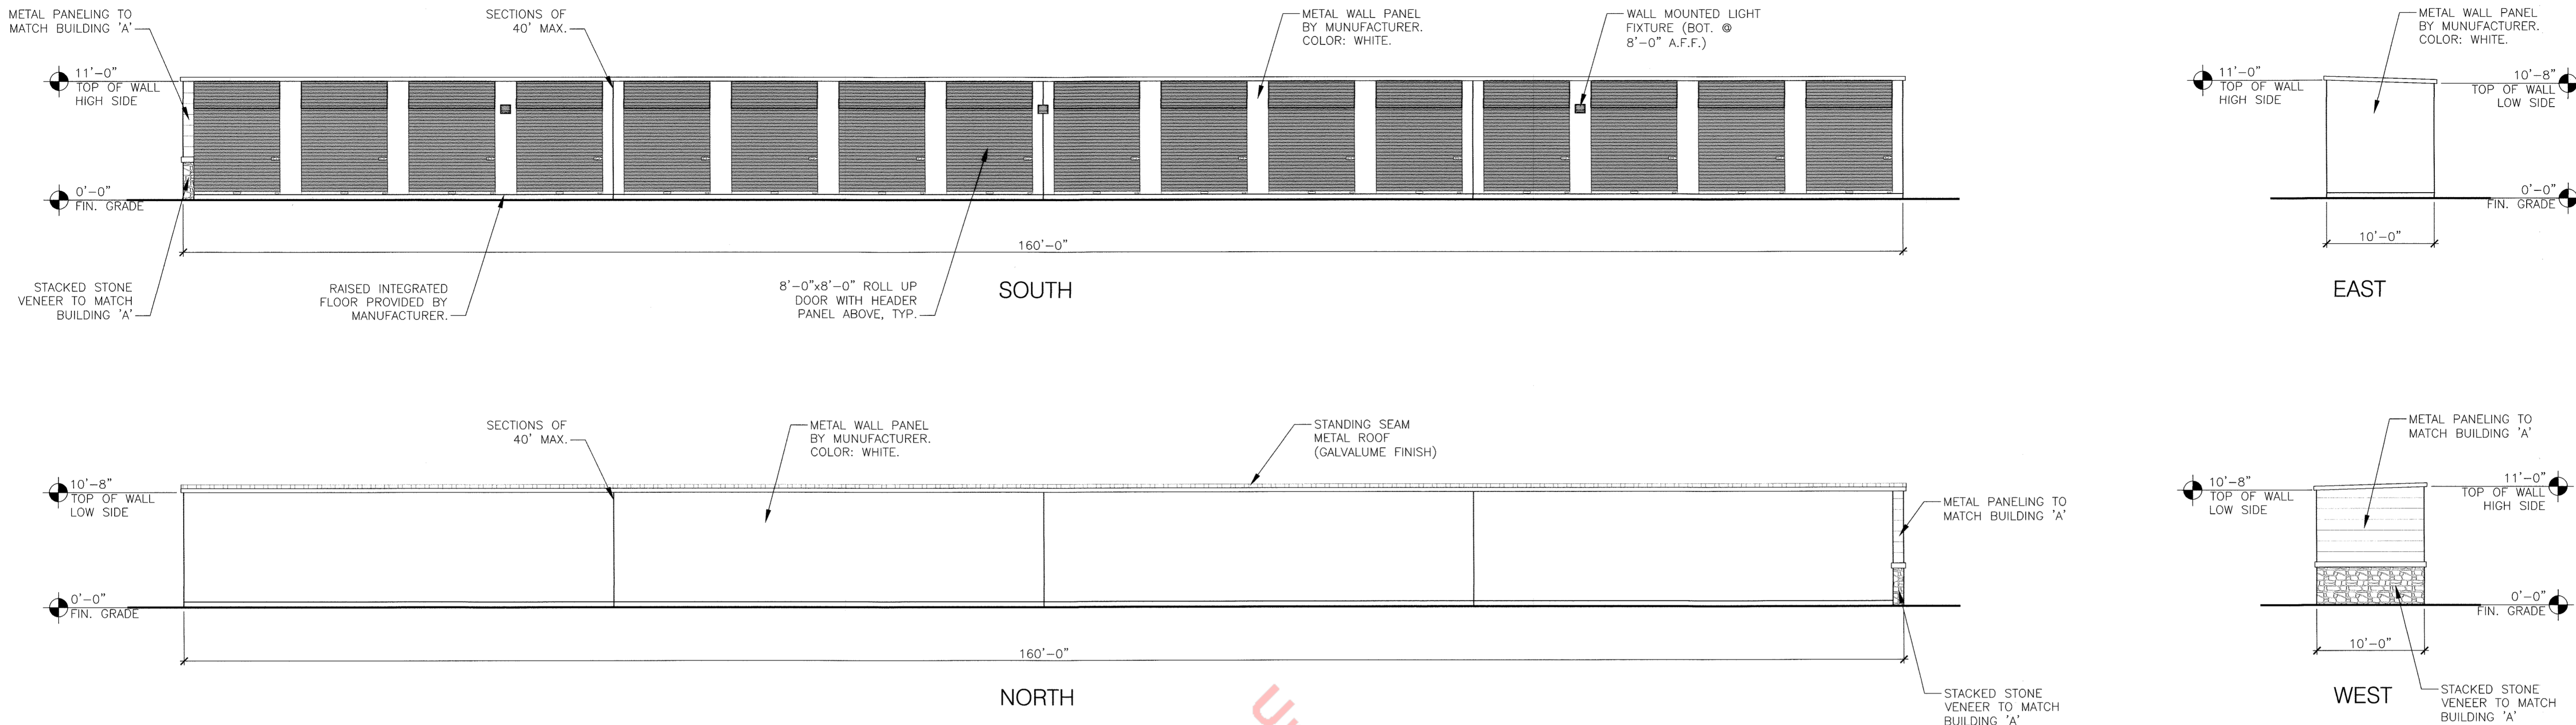 METAL PANELING TO
MATCH BUILDING 'A'
SECTIONS OF
40' MAX.
METAL WALL PANEL
BY MUNUFACTURER.
COLOR: WHITE.
WALL MOUNTED LIGHT
FIXTURE (BOT. @
8'-0" A.F.F.)
11'-0"
TOP OF WALL
HIGH SIDE
0'-0"
FIN. GRADE
160'-0"
STACKED STONE
VENEER TO MATCH
BUILDING 'A'
RAISED INTEGRATED
FLOOR PROVIDED BY
MANUFACTURER.
8'-0"x8'-0" ROLL UP
DOOR WITH HEADER
PANEL ABOVE, TYP.
SOUTH
METAL WALL PANEL
BY MUNUFACTURER.
COLOR: WHITE.
11'-0"
TOP OF WALL
HIGH SIDE
10'-8"
TOP OF WALL
LOW SIDE
0'-0"
FIN. GRADE
10'-0"
EAST
SECTIONS OF
40' MAX.
METAL WALL PANEL
BY MUNUFACTURER.
COLOR: WHITE.
STANDING SEAM
METAL ROOF
(GALVALUME FINISH)
10'-8"
TOP OF WALL
LOW SIDE
METAL PANELING TO
MATCH BUILDING 'A'
0'-0"
FIN. GRADE
160'-0"
NORTH
STACKED STONE
VENEER TO MATCH
BUILDING 'A'
METAL PANELING TO
MATCH BUILDING 'A'
10'-8"
TOP OF WALL
LOW SIDE
11'-0"
TOP OF WALL
HIGH SIDE
0'-0"
FIN. GRADE
10'-0"
WEST
STACKED STONE
VENEER TO MATCH
BUILDING 'A'